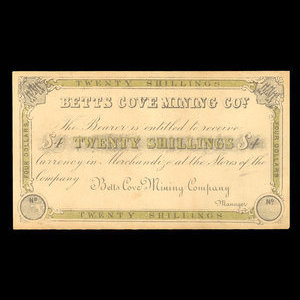 TWENTY SHILLINGS
BETTS COVE MINING COY.
The Bearer is entitled to receive
$4 TWENTY SHILLINGS $4
Currency in Merchandize at the Stores of the
Company
Betts Cove Mining Company
Manager
No No
TWENTY SHILLINGS
FOUR DOLLARS
FOUR DOLLARS